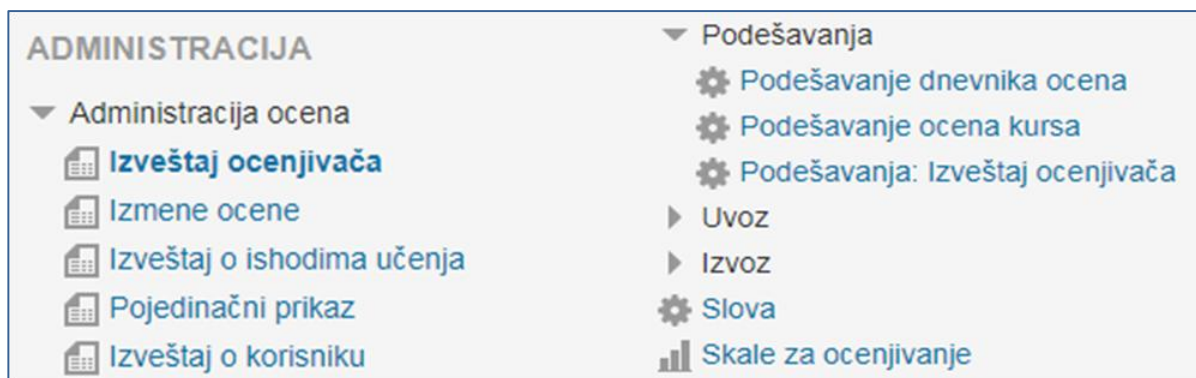 ADMINISTRACIJA
Administracija ocena
Izveštaj ocenjivača
Izmene ocene
Izveštaj o ishodima učenja
Pojedinačni prikaz
Izveštaj o korisniku
Podešavanja
Podešavanje dnevnika ocena
Podešavanje ocena kursa
Podešavanja: Izveštaj ocenjivača
Uvoz
Izvoz
Slova
Skale za ocenjivanje